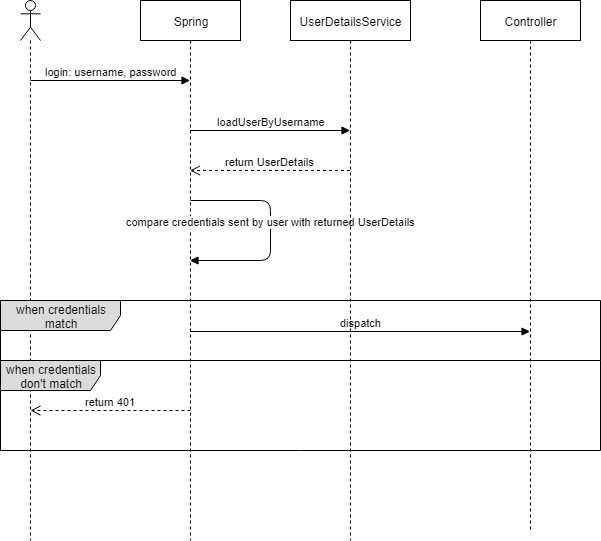 Spring
UserDetailsService
Controller
login: username, password
loadUserByUsername
return UserDetails
compare credentials sent by user with returned UserDetails
when credentials
match
dispatch
when credentials
don't match
return 401